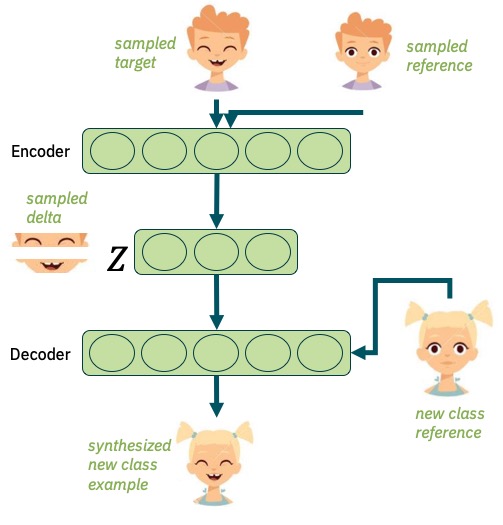 sampled
target
sampled
reference
Encoder
sampled
delta
Z
Decoder
new class
reference
synthesized
new class
example